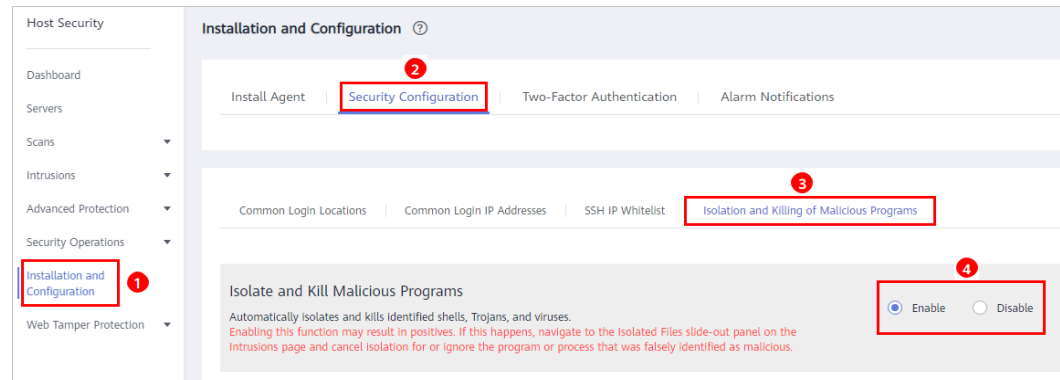 Host Security
Installation and Configuration ?
Dashboard
Servers
Scans
Intrusions
Advanced Protection
Security Operations
Installation and
Configuration
1
Web Tamper Protection
2
Install Agent
Security Configuration
Two-Factor Authentication
Alarm Notifications
3
Common Login Locations
Common Login IP Addresses
SSH IP Whitelist
Isolation and Killing of Malicious Programs
4
Isolate and Kill Malicious Programs
Automatically isolates and kills identified shells, Trojans, and viruses.
Enabling this function may result in positives. If this happens, navigate to the Isolated Files slide-out panel on the
Intrusions page and cancel isolation for or ignore the program or process that was falsely identified as malicious.
Enable
Disable